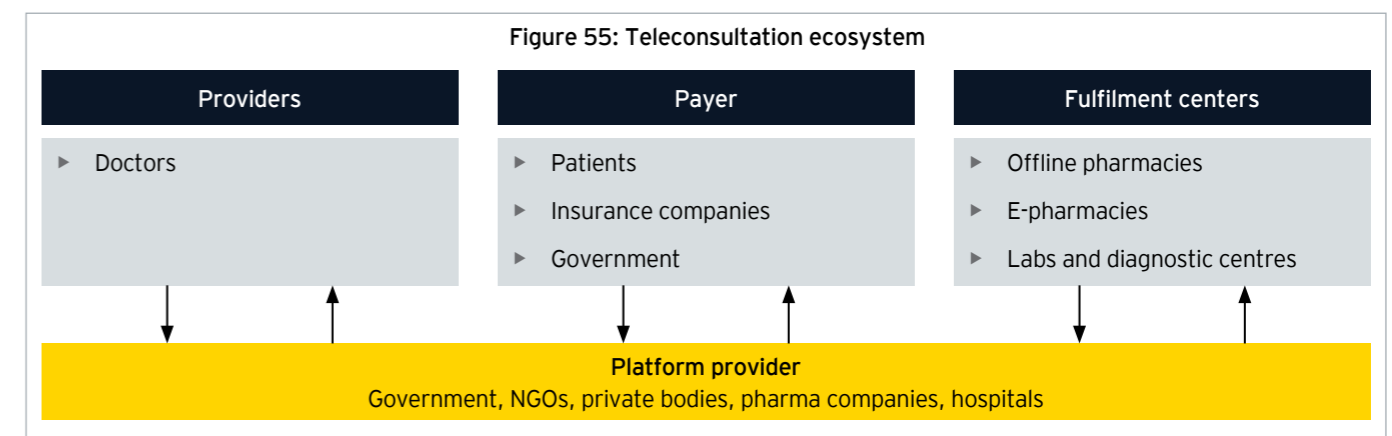 Figure 55: Teleconsultation ecosystem
Providers
Doctors
Payer
Patients
Insurance companies
Government
Fulfilment centers
Offline pharmacies
E-pharmacies
Labs and diagnostic centres
Platform provider
Government, NGOs, private bodies, pharma companies, hospitals